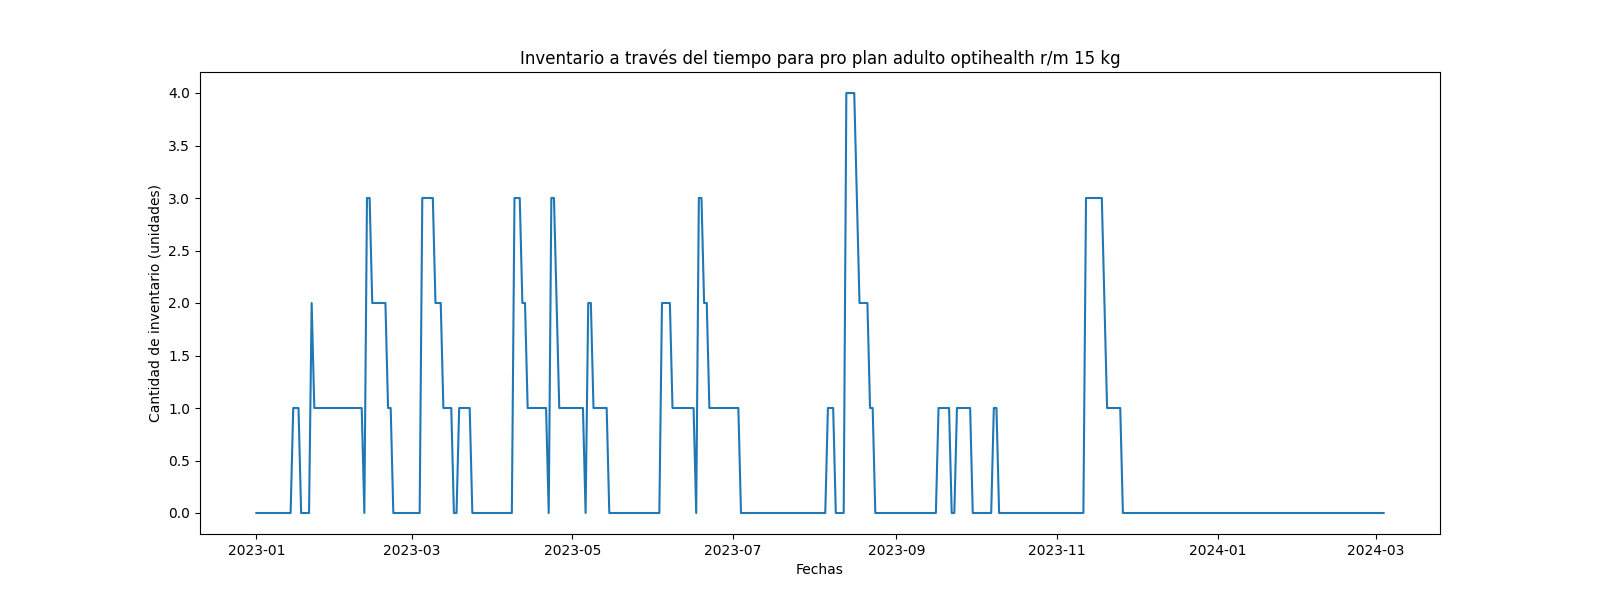 Inventario a través del tiempo para pro plan adulto optihealth r/m 15 kg
Cantidad de inventario (unidades)
4.0
3.5
3.0
2.5
2.0
1.5
1.0
0.5
0.0
2023-01 2023-03 2023-05 2023-07 2023-09 2023-11 2024-01 2024-03
Fechas